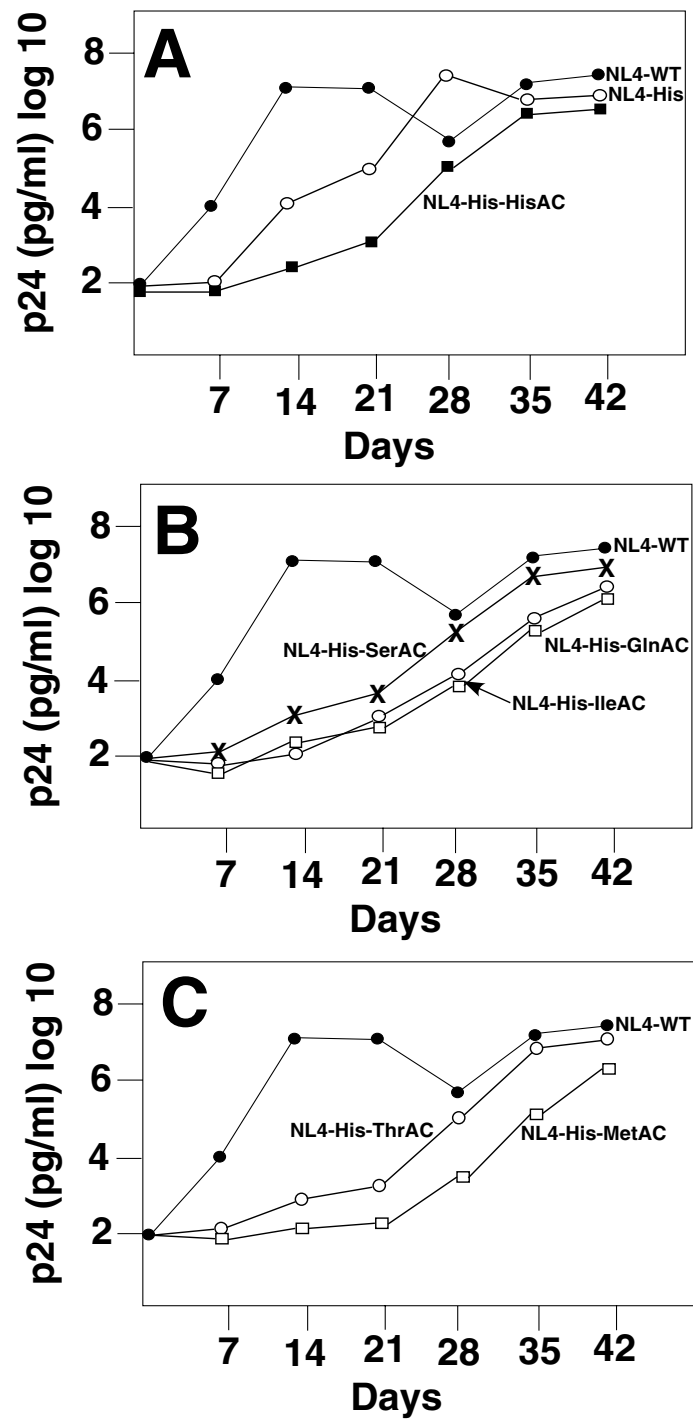 A
p24 (pg/ml) log 10
8
6
4
2
NL4-WT
NL4-His
NL4-His-HisAC
7 14 21 28 35 42
Days
B
p24 (pg/ml) log 10
8
6
4
2
NL4-WT
NL4-His-SerAC
NL4-His-GlnAC
NL4-His-IleAC
7 14 21 28 35 42
Days
C
p24 (pg/ml) log 10
8
6
4
2
NL4-WT
NL4-His-ThrAC
NL4-His-MetAC
7 14 21 28 35 42
Days